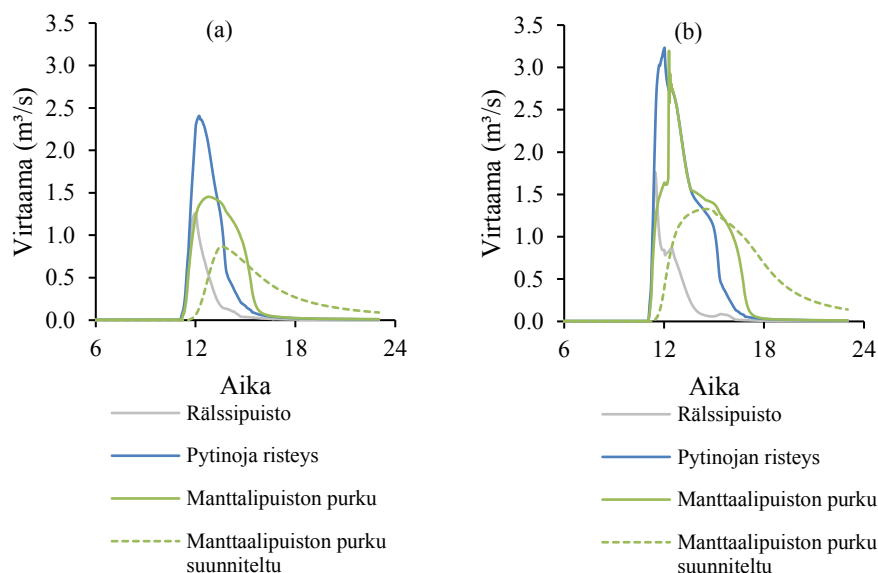 (a)
Virtaama (m³/s)
3.5
3.0
2.5
2.0
1.5
1.0
0.5
0.0
6
12
18
24
Aika
Rälssipuisto
Pytinoja risteys
Manttalipuiston purku
Manttaalipuiston purku
suunniteltu
(b)
Virtaama (m³/s)
3.5
3.0
2.5
2.0
1.5
1.0
0.5
0.0
6
12
18
24
Aika
Rälssipuisto
Pytinojan risteys
Manttaalipuiston purku
Manttaalipuiston purku
suunniteltu